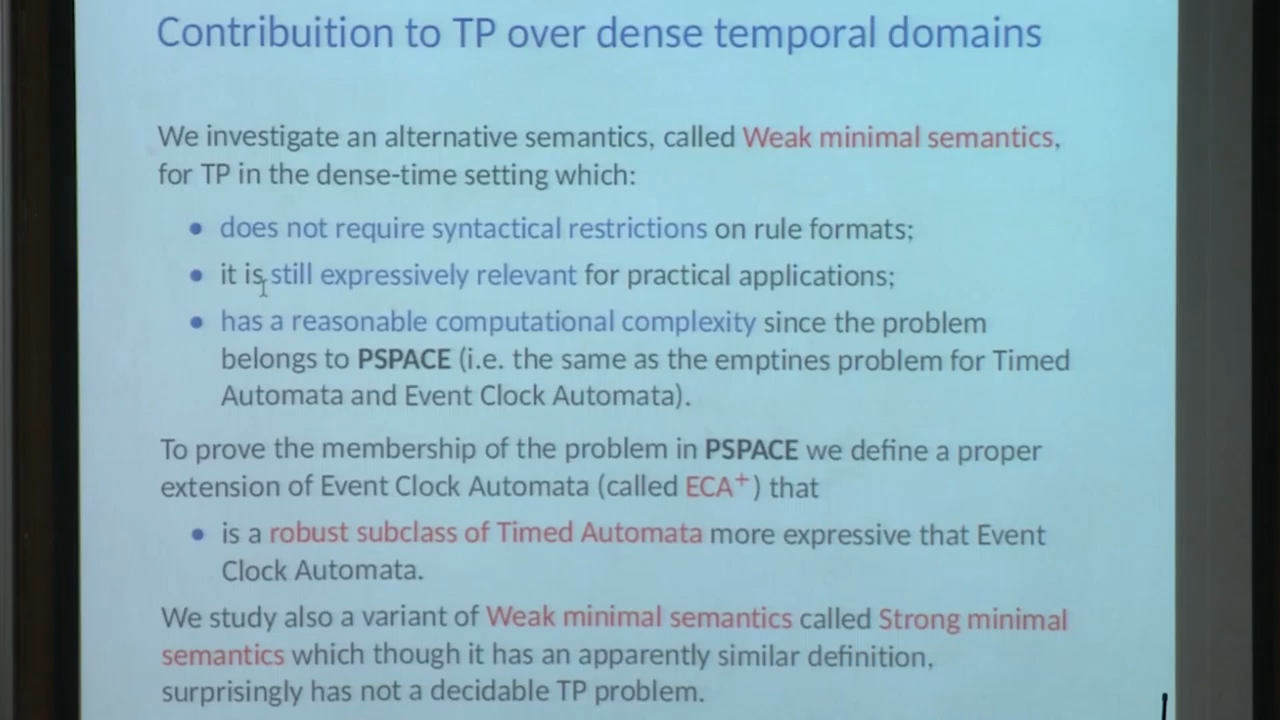 Contribuition to TP over dense temporal domains
We investigate an alternative semantics, called Weak minimal semantics,
for TP in the dense-time setting which:
• does not require syntactical restrictions on rule formats;
• it is still expressively relevant for practical applications;
• has a reasonable computational complexity since the problem
belongs to PSPACE (i.e. the same as the emptines problem for Timed
Automata and Event Clock Automata).
To prove the membership of the problem in PSPACE we define a proper
extension of Event Clock Automata (called ECA⁺) that
• is a robust subclass of Timed Automata more expressive that Event
Clock Automata.
We study also a variant of Weak minimal semantics called Strong minimal
semantics which though it has an apparently similar definition,
surprisingly has not a decidable TP problem.